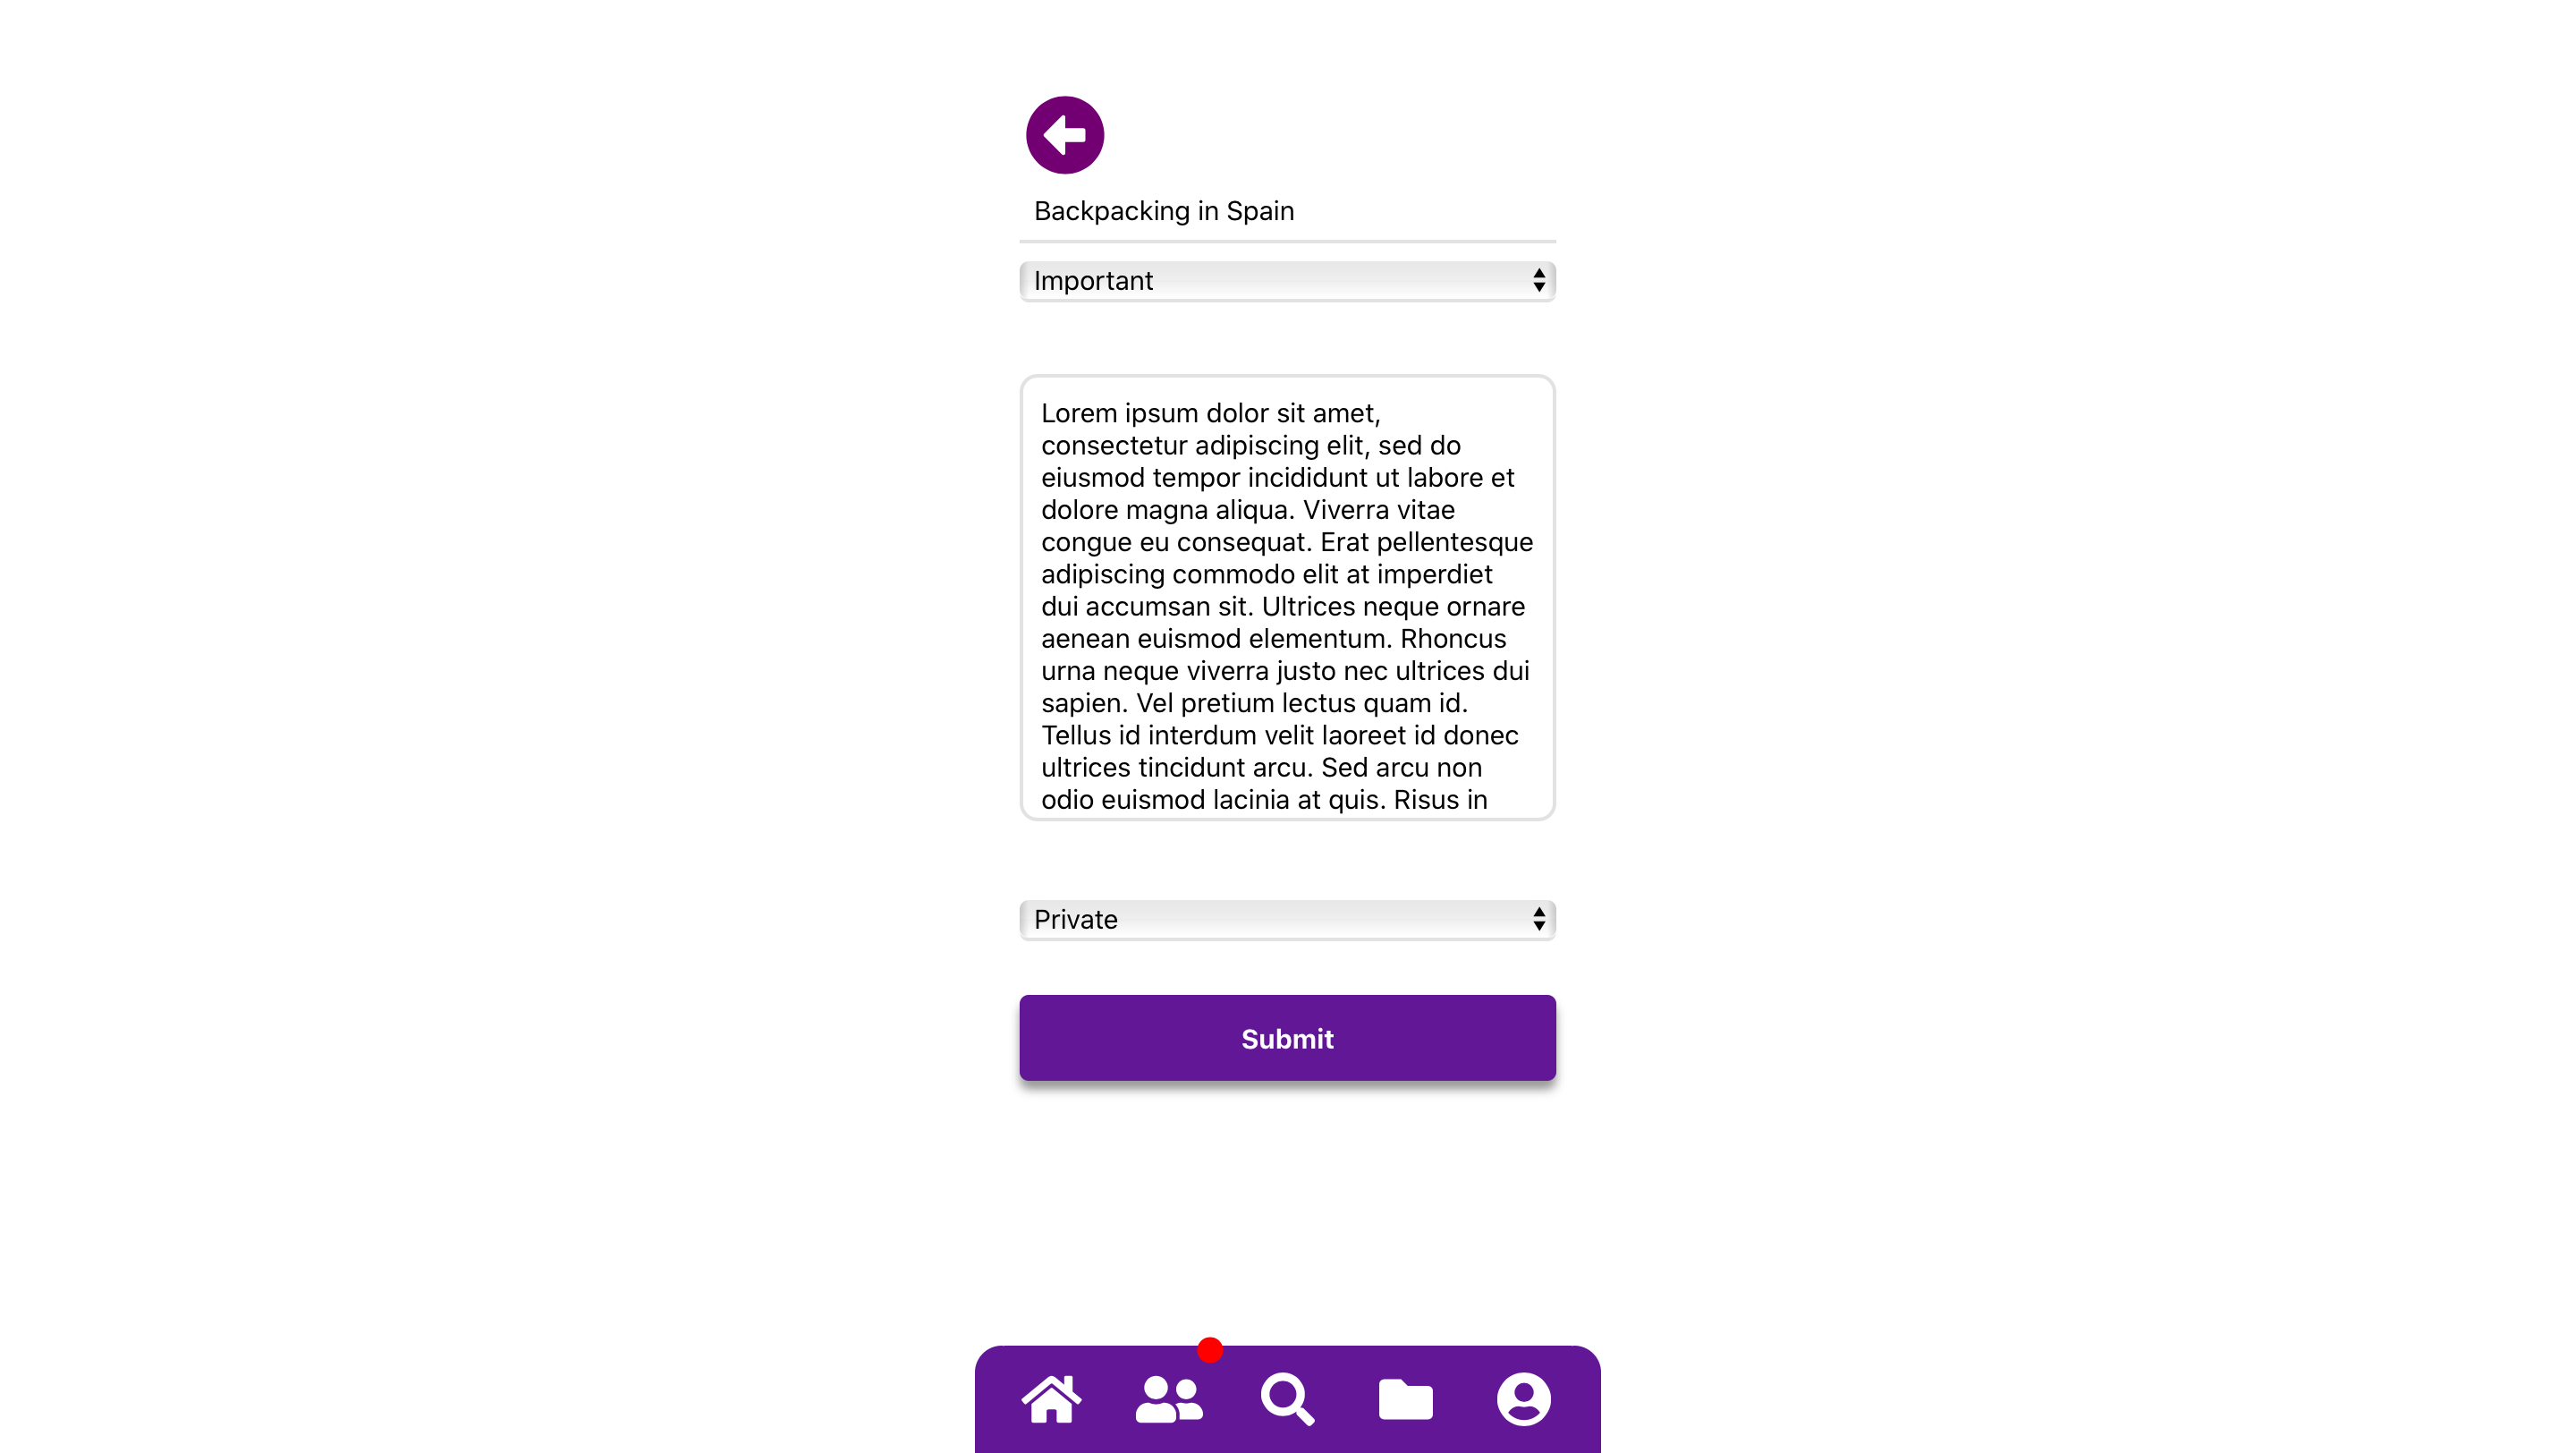 Backpacking in Spain
Important
Lorem ipsum dolor sit amet,
consectetur adipiscing elit, sed do
eiusmod tempor incididunt ut labore et
dolore magna aliqua. Viverra vitae
congue eu consequat. Erat pellentesque
adipiscing commodo elit at imperdiet
dui accumsan sit. Ultrices neque ornare
aenean euismod elementum. Rhoncus
urna neque viverra justo nec ultrices dui
sapien. Vel pretium lectus quam id.
Tellus id interdum velit laoreet id donec
ultrices tincidunt arcu. Sed arcu non
odio euismod lacinia at quis. Risus in
Private
Submit